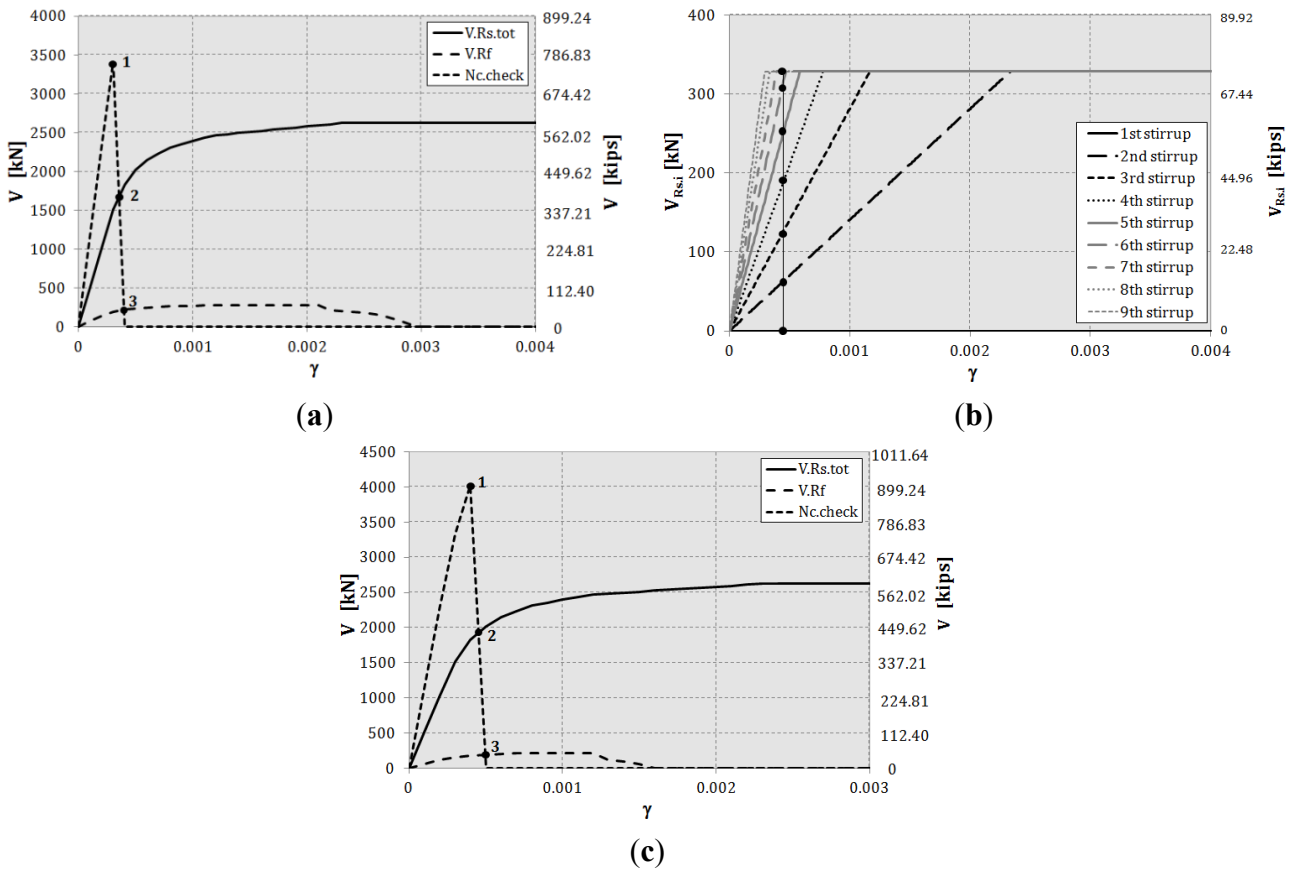 4000
3500
3000
2500
2000
1500
1000
500
0
V [kN]
899.24
786.83
674.42
562.02
449.62
337.21
224.81
112.40
0
V [kips]
V.Rs.tot
V.Rf
Nc.check
1
2
3
0
0.001
0.002
0.003
0.004
γ
(a)
400
300
200
100
0
V_Rs.i [kN]
89.92
67.44
44.96
22.48
0
V_Rs.i [kips]
1st stirrup
2nd stirrup
3rd stirrup
4th stirrup
5th stirrup
6th stirrup
7th stirrup
8th stirrup
9th stirrup
0
0.001
0.002
0.003
0.004
γ
(b)
4500
4000
3500
3000
2500
2000
1500
1000
500
0
V [kN]
1011.64
899.24
786.83
674.42
562.02
449.62
337.21
224.81
112.40
0
V [kips]
V.Rs.tot
V.Rf
Nc.check
1
2
3
0
0.001
0.002
0.003
γ
(c)